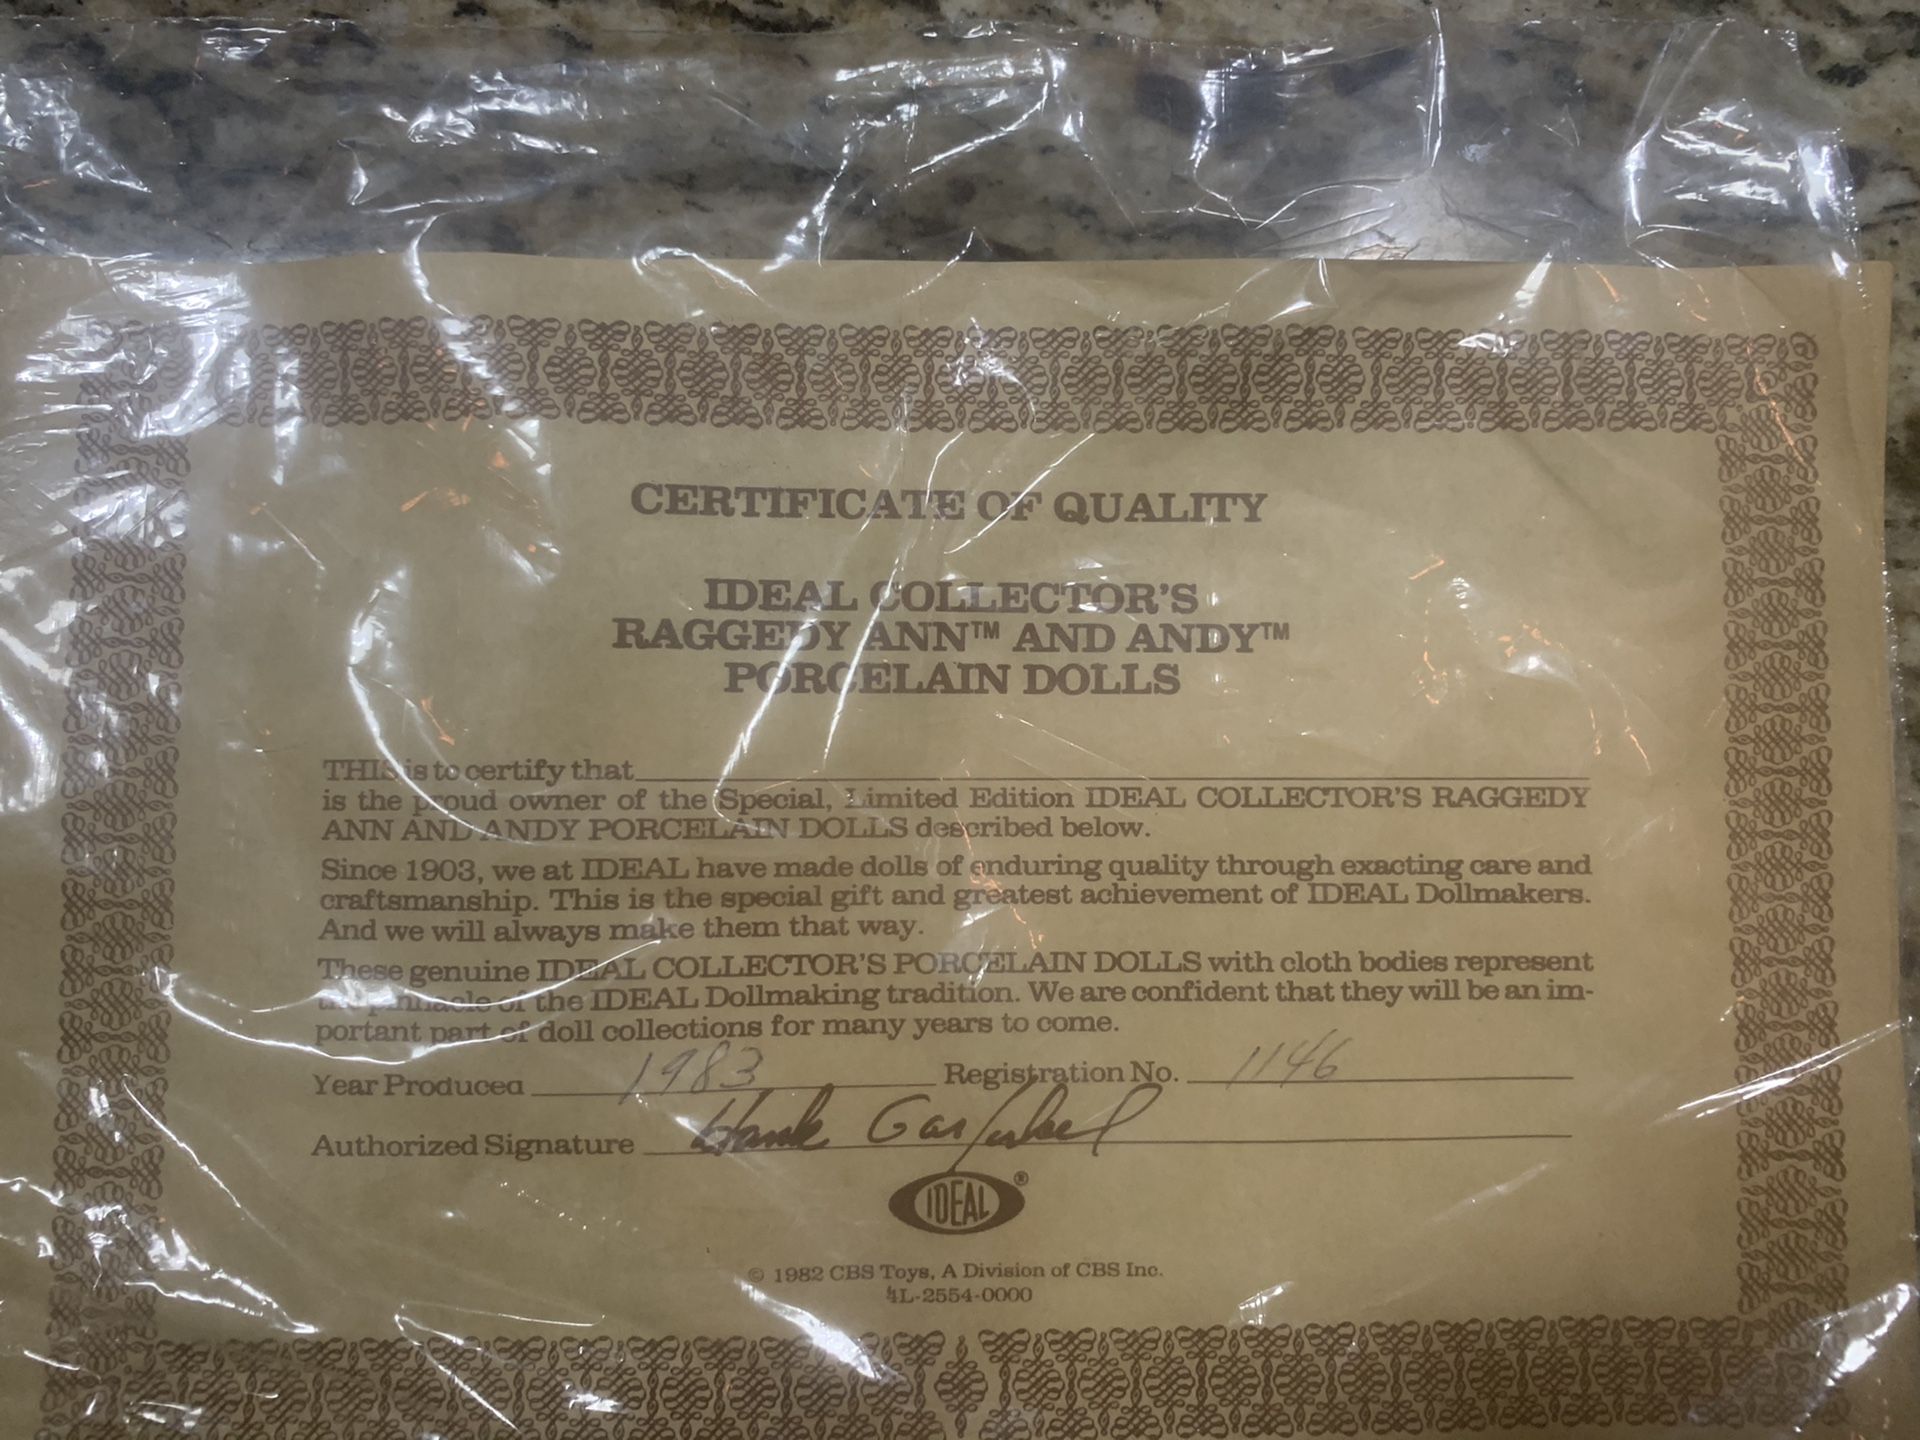 CERTIFICATE OF QUALITY
IDEAL COLLECTOR'S
RAGGEDY ANN™ AND ANDY™
PORCELAIN DOLLS
THIS is to certify that
is the proud owner of the Special, Limited Edition IDEAL COLLECTOR'S RAGGEDY
ANN AND ANDY PORCELAIN DOLLS described below.
Since 1903, we at IDEAL have made dolls of enduring quality through exacting care and
craftsmanship. This is the special gift and greatest achievement of IDEAL Dollmakers.
And we will always make them that way.
These genuine IDEAL COLLECTOR'S PORCELAIN DOLLS with cloth bodies represent
the pinnacle of the IDEAL Dollmaking tradition. We are confident that they will be an im-
portant part of doll collections for many years to come.
Year Produced 1983 Registration No. 1146
Authorized Signature Hank
IDEAL®
© 1982 CBS Toys, A Division of CBS Inc.
4L-2554-0000